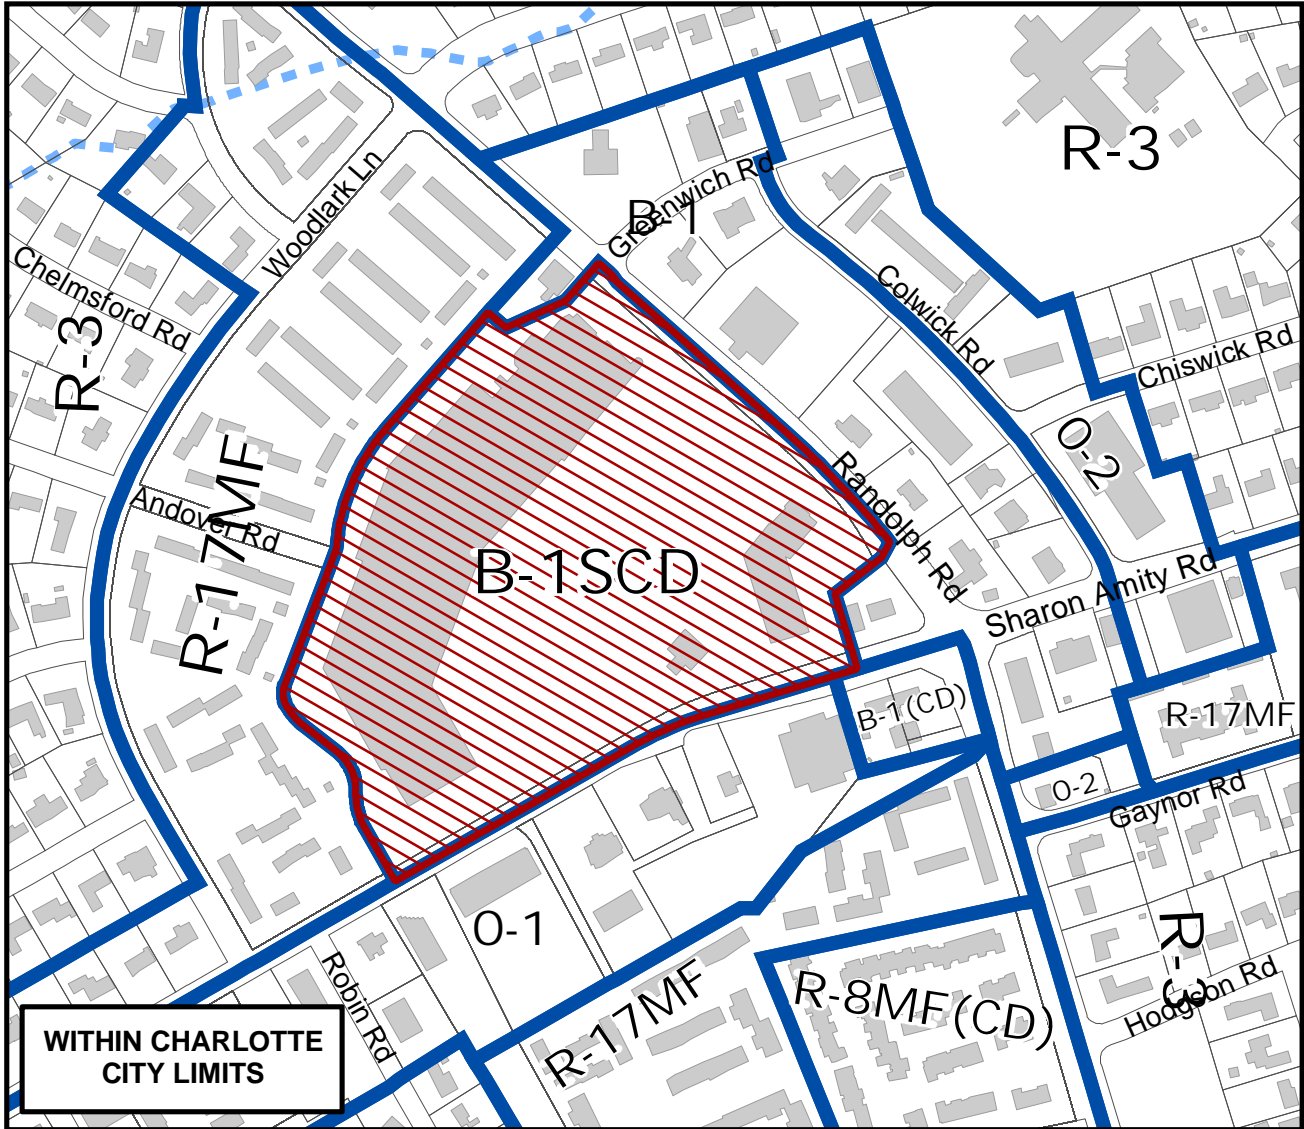 R-3
Greenwich Rd
B-1
Woodlark Ln
Chelmsford Rd
R-3
Colwick Rd
Chiswick Rd
O-2
R-17MF
Andover Rd
Randolph Rd
B-1SCD
Sharon Amity Rd
B-1(CD)
R-17MF
O-2
Gaynor Rd
O-1
R-3
Hodgson Rd
Robin Rd
R-17MF
R-8MF(CD)
WITHIN CHARLOTTE
CITY LIMITS